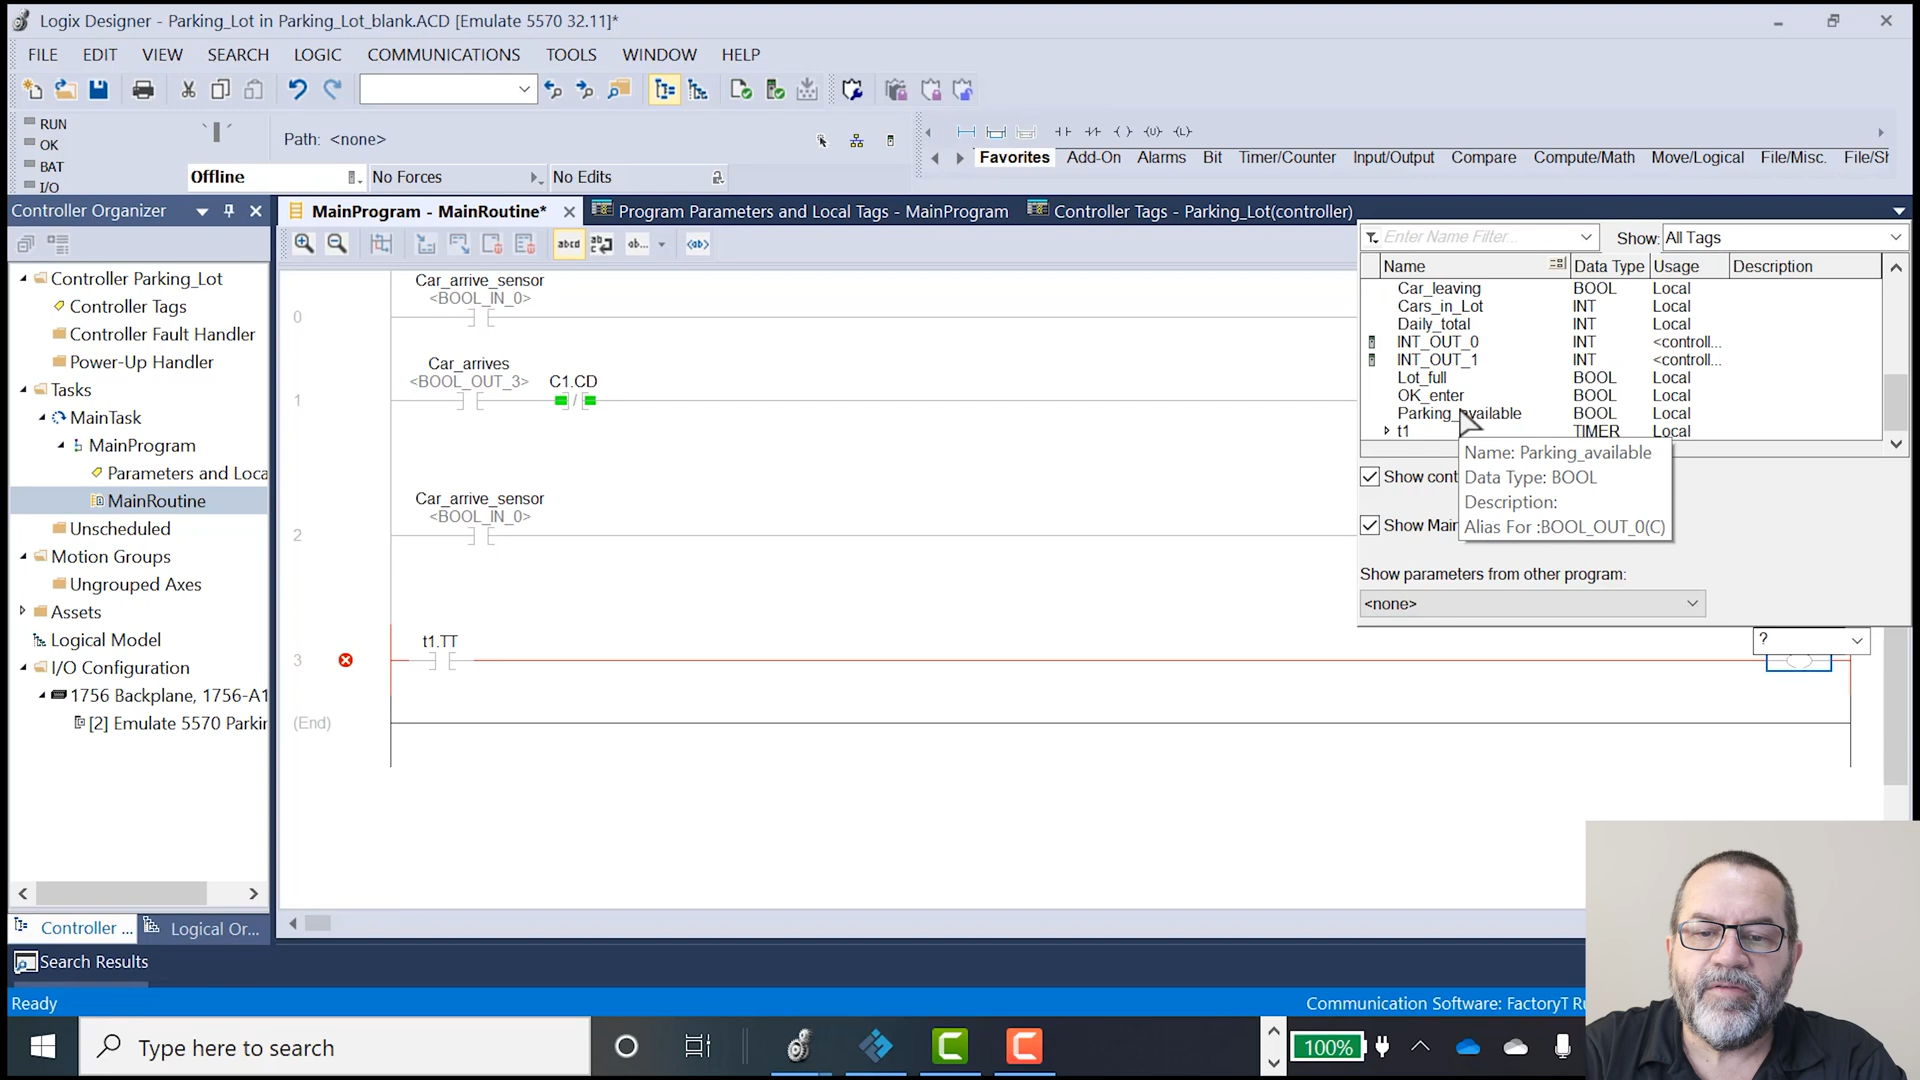 Logix Designer - Parking_Lot in Parking_Lot_blank.ACD [Emulate 5570 32.11]*
FILE EDIT VIEW SEARCH LOGIC COMMUNICATIONS TOOLS WINDOW HELP
RUN
OK
BAT
I/O
Path: <none>
Offline No Forces No Edits
Favorites Add-On Alarms Bit Timer/Counter Input/Output Compare Compute/Math Move/Logical File/Misc. File/Sh
Controller Organizer
MainProgram - MainRoutine* Program Parameters and Local Tags - MainProgram Controller Tags - Parking_Lot(controller)
Controller Parking_Lot
Controller Tags
Controller Fault Handler
Power-Up Handler
Tasks
MainTask
MainProgram
Parameters and Loca
MainRoutine
Unscheduled
Motion Groups
Ungrouped Axes
Assets
Logical Model
I/O Configuration
1756 Backplane, 1756-A1
[2] Emulate 5570 Parkin
Controller ... Logical Or...
Car_arrive_sensor
<BOOL_IN_0>
0
Car_arrives
<BOOL_OUT_3> C1.CD
1
Car_arrive_sensor
<BOOL_IN_0>
2
t1.TT
3
(End)
Enter Name Filter... Show: All Tags
Name Data Type Usage Description
Car_leaving BOOL Local
Cars_in_Lot INT Local
Daily_total INT Local
INT_OUT_0 INT <controll...
INT_OUT_1 INT <controll...
Lot_full BOOL Local
OK_enter BOOL Local
Parking_available BOOL Local
t1 TIMER Local
Name: Parking_available
Data Type: BOOL
Description:
Alias For :BOOL_OUT_0(C)
Show cont
Show Main
Show parameters from other program:
<none>
?
Search Results
Ready Communication Software: FactoryT
Type here to search
100%